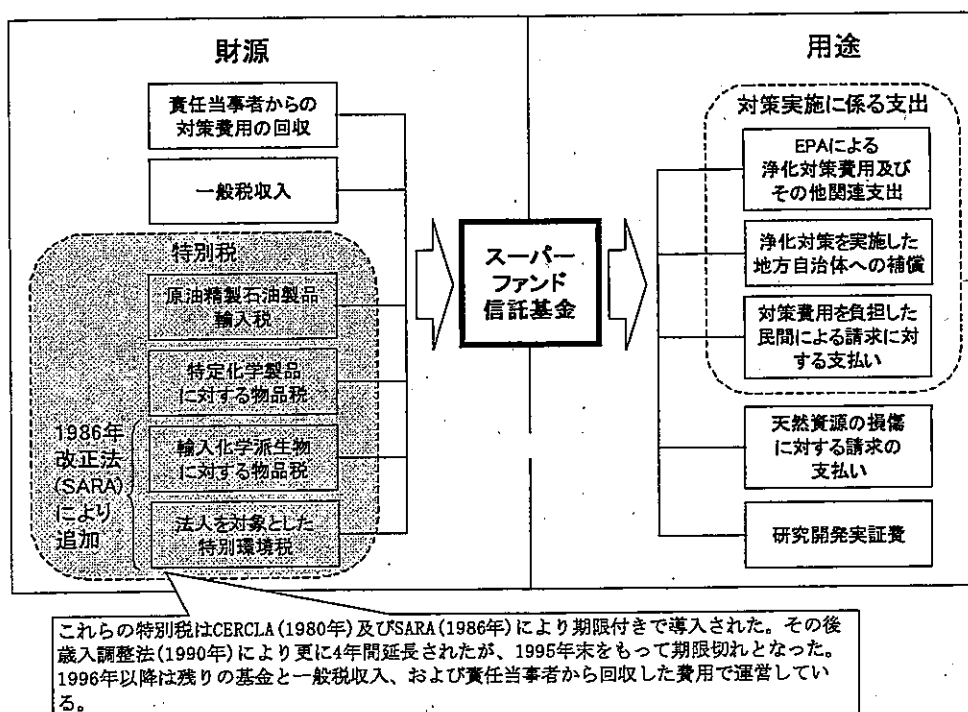 財源
用途
責任当事者からの
対策費用の回収
一般税収入
特別税
原油精製石油製品
輸入税
特定化学製品
に対する物品税
1986年
改正法
(SARA)
により
追加
輸入化学派生物
に対する物品税
法人を対象とした
特別環境税
スーパー
ファンド
信託基金
対策実施に係る支出
EPAによる
浄化対策費用及び
その他関連支出
浄化対策を実施した
地方自治体への補償
対策費用を負担した
民間による請求に対
する支払い
天然資源の損傷
に対する請求の
支払い
研究開発実証費
これらの特別税はCERCLA(1980年)及びSARA(1986年)により期限付きで導入された。その後
歳入調整法(1990年)により更に4年間延長されたが、1995年末をもって期限切れとなった。
1996年以降は残りの基金と一般税収入、および責任当事者から回収した費用で運営してい
る。